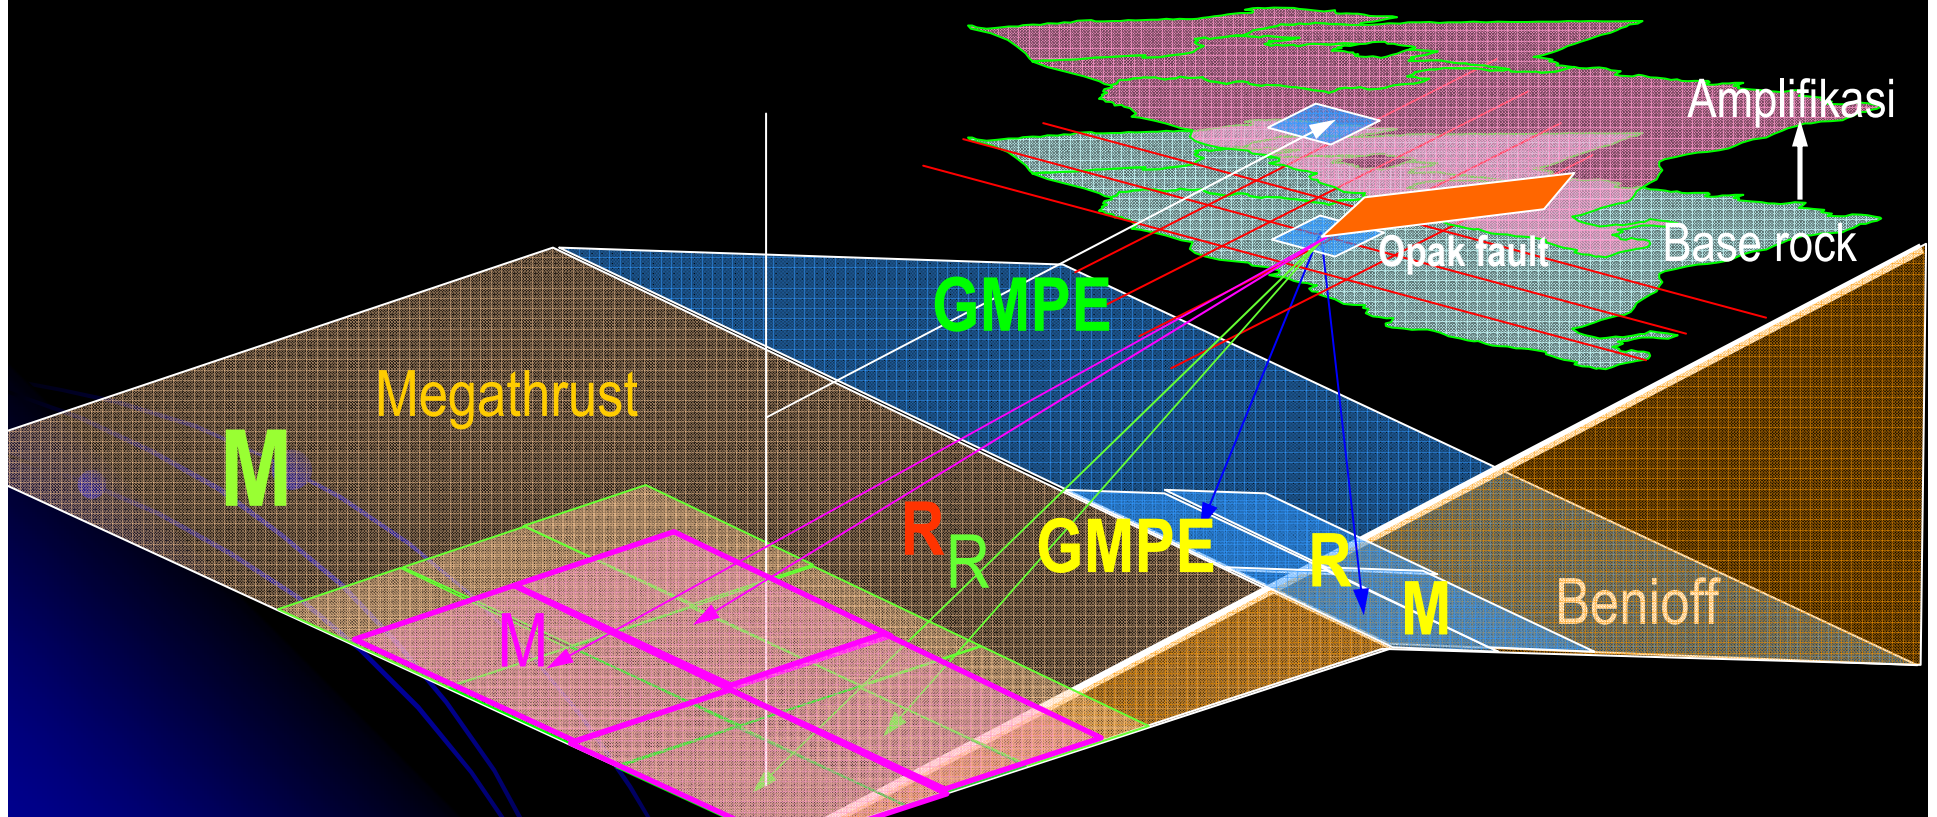 Amplifikasi
Base rock
Opak fault
GMPE
Megathrust
M
R
R
GMPE
R
M
Benioff
M